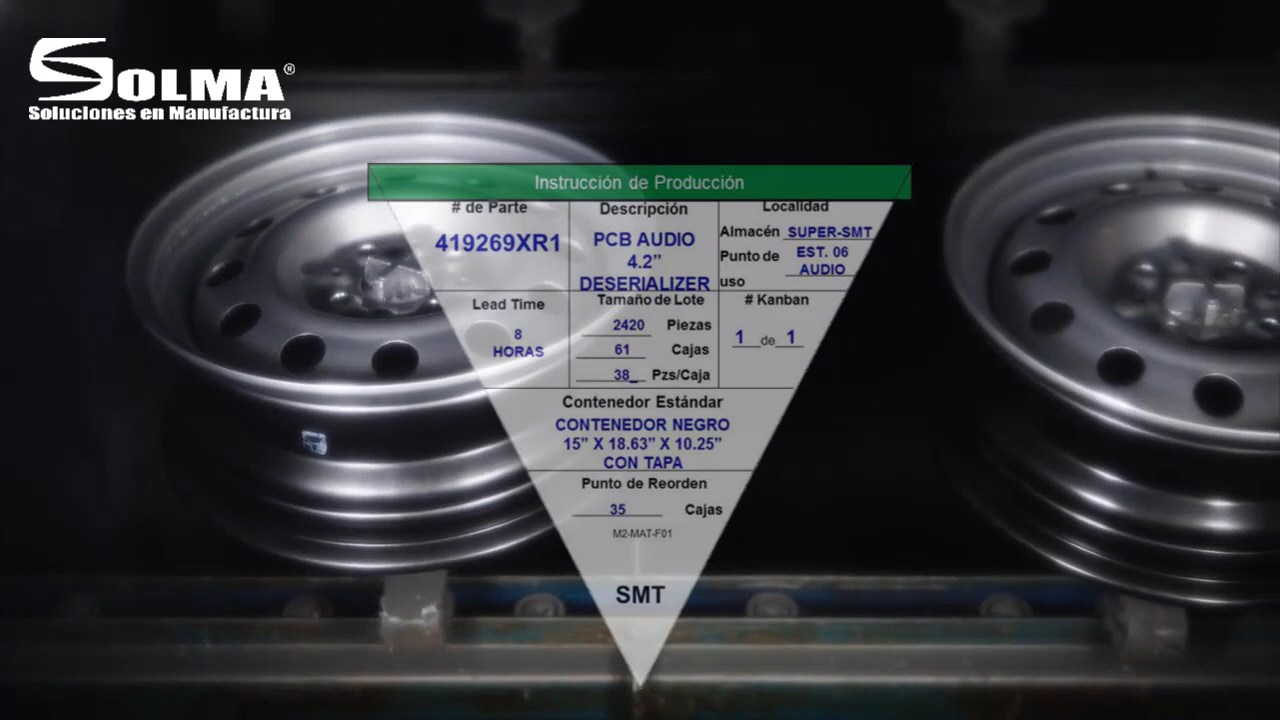 SOLMA®
Soluciones en Manufactura
Instrucción de Producción
# de Parte
419269XR1
Descripción
PCB AUDIO
4.2”
DESERIALIZER
Localidad
Almacén SUPER-SMT
Punto de uso
EST. 06
AUDIO
Lead Time
8
HORAS
Tamaño de Lote
2420 Piezas
61 Cajas
38_ Pzs/Caja
# Kanban
1 de 1
Contenedor Estándar
CONTENEDOR NEGRO
15” X 18.63” X 10.25”
CON TAPA
Punto de Reorden
35 Cajas
M2-MAT-F01
SMT